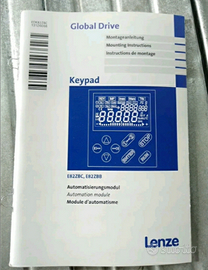 Global Drive
Montageanleitung
Mounting Instructions
Instructions de montage
Keypad
E82ZBC, E82ZBB
Automatisierungsmodul
Automation module
Module d'automatisme
Lenze